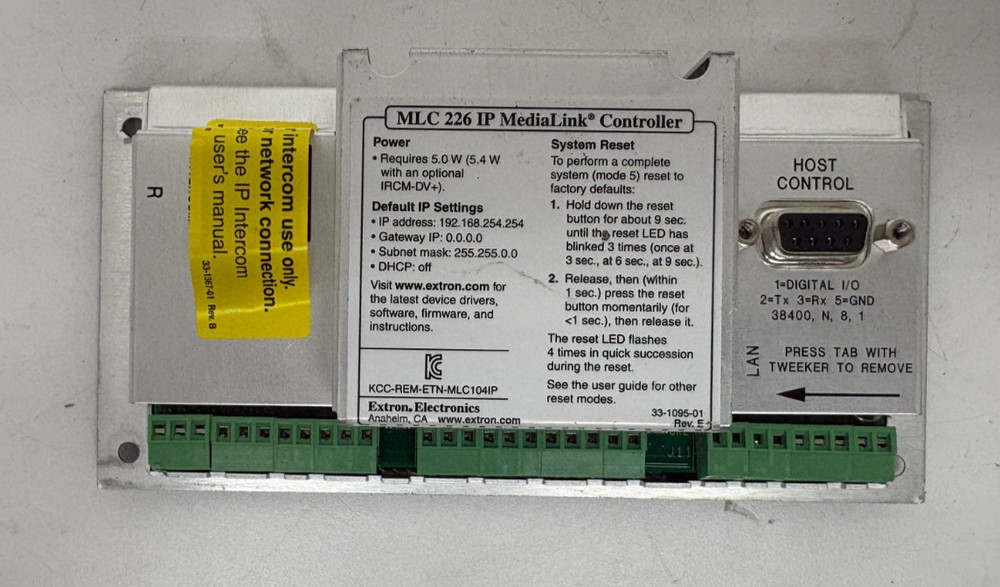 MLC 226 IP MediaLink® Controller
Power
• Requires 5.0 W (5.4 W
with an optional
IRCM-DV+).
Default IP Settings
• IP address: 192.168.254.254
• Gateway IP: 0.0.0.0
• Subnet mask: 255.255.0.0
• DHCP: off
Visit www.extron.com for
the latest device drivers,
software, firmware, and
instructions.
KCC-REM-ETN-MLC104IP
Extron Electronics
Anaheim, CA www.extron.com
System Reset
To perform a complete
system (mode 5) reset to
factory defaults:
1. Hold down the reset
button for about 9 sec.
until the reset LED has
blinked 3 times (once at
3 sec., at 6 sec., at 9 sec.).
2. Release, then (within
1 sec.) press the reset
button momentarily (for
<1 sec.), then release it.
The reset LED flashes
4 times in quick succession
during the reset.
See the user guide for other
reset modes.
33-1095-01
Rev. E
R
intercom use only.
network connection.
ee the IP Intercom
user's manual.
33-1367-01 Rev. B
HOST
CONTROL
1=DIGITAL I/O
2=Tx 3=Rx 5=GND
38400, N, 8, 1
LAN
PRESS TAB WITH
TWEEKER TO REMOVE
J11